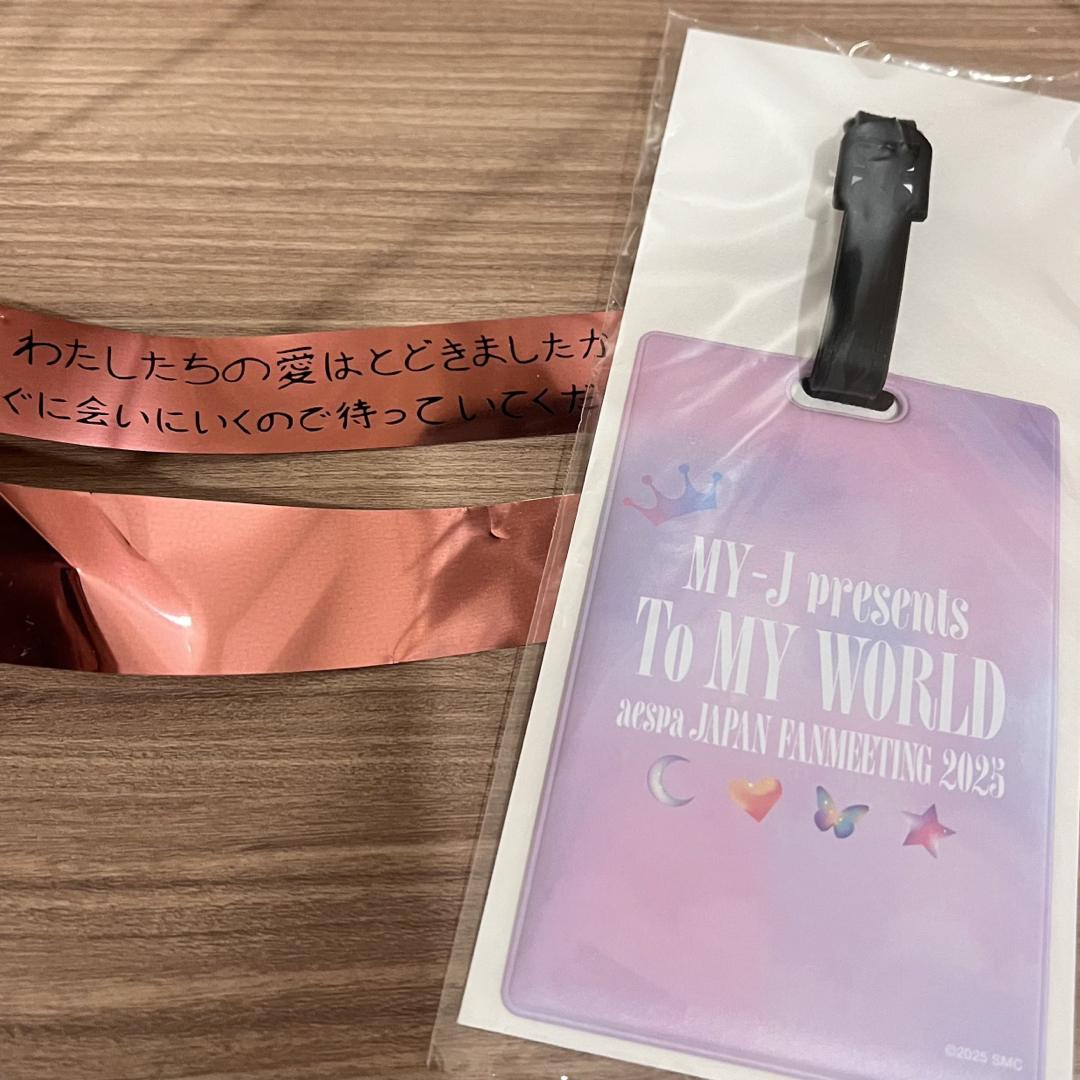 わたしたちの愛はとどきましたか
ぐに会いにいくので待っていてくだ
MY-J presents
To MY WORLD
aespa JAPAN FANMEETING 2025
©2025 SMC